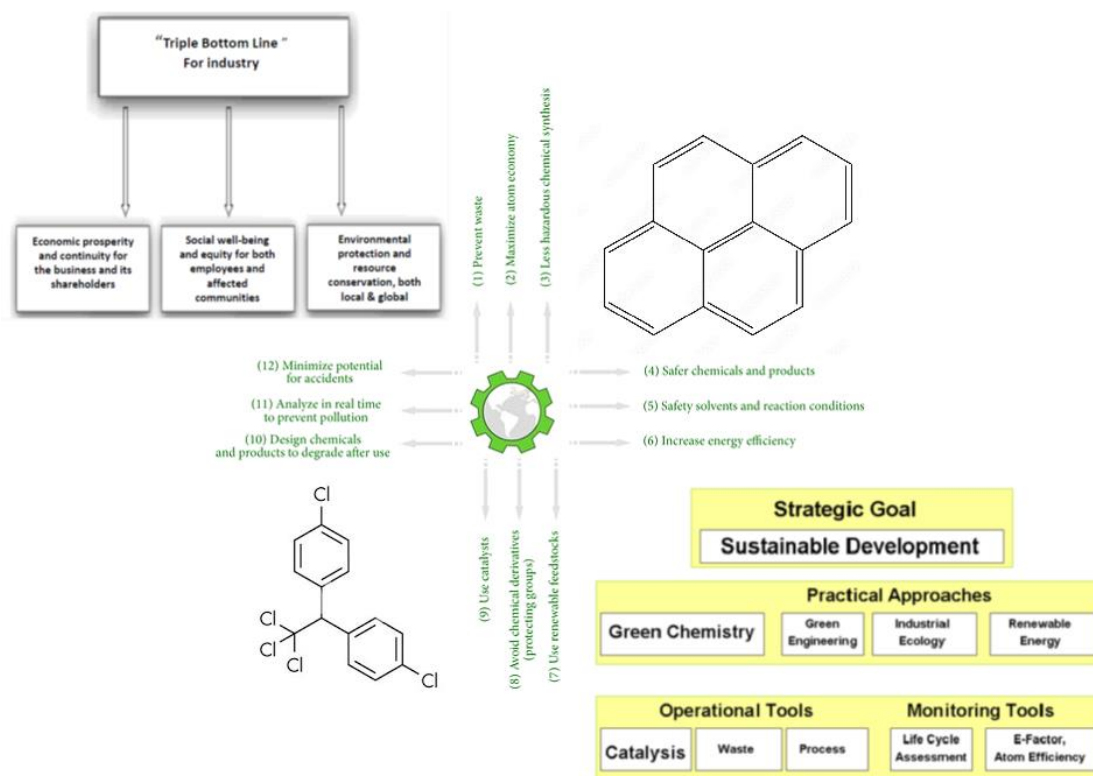 “Triple Bottom Line ”
For industry
Economic prosperity
and continuity for
the business and its
shareholders
Social well-being
and equity for both
employees and
affected
communities
Environmental
protection and
resource
conservation, both
local & global
(1) Prevent waste
(2) Maximize atom economy
(3) Less hazardous chemical synthesis
(12) Minimize potential
for accidents
(11) Analyze in real time
to prevent pollution
(10) Design chemicals
and products to degrade after use
(4) Safer chemicals and products
(5) Safety solvents and reaction conditions
(6) Increase energy efficiency
(9) Use catalysts
(8) Avoid chemical derivatives
(protecting groups)
(7) Use renewable feedstocks
Cl
Cl
Cl
Cl
Cl
Strategic Goal
Sustainable Development
Practical Approaches
Green Chemistry
Green
Engineering
Industrial
Ecology
Renewable
Energy
Operational Tools
Catalysis
Waste
Process
Monitoring Tools
Life Cycle
Assessment
E-Factor,
Atom Efficiency